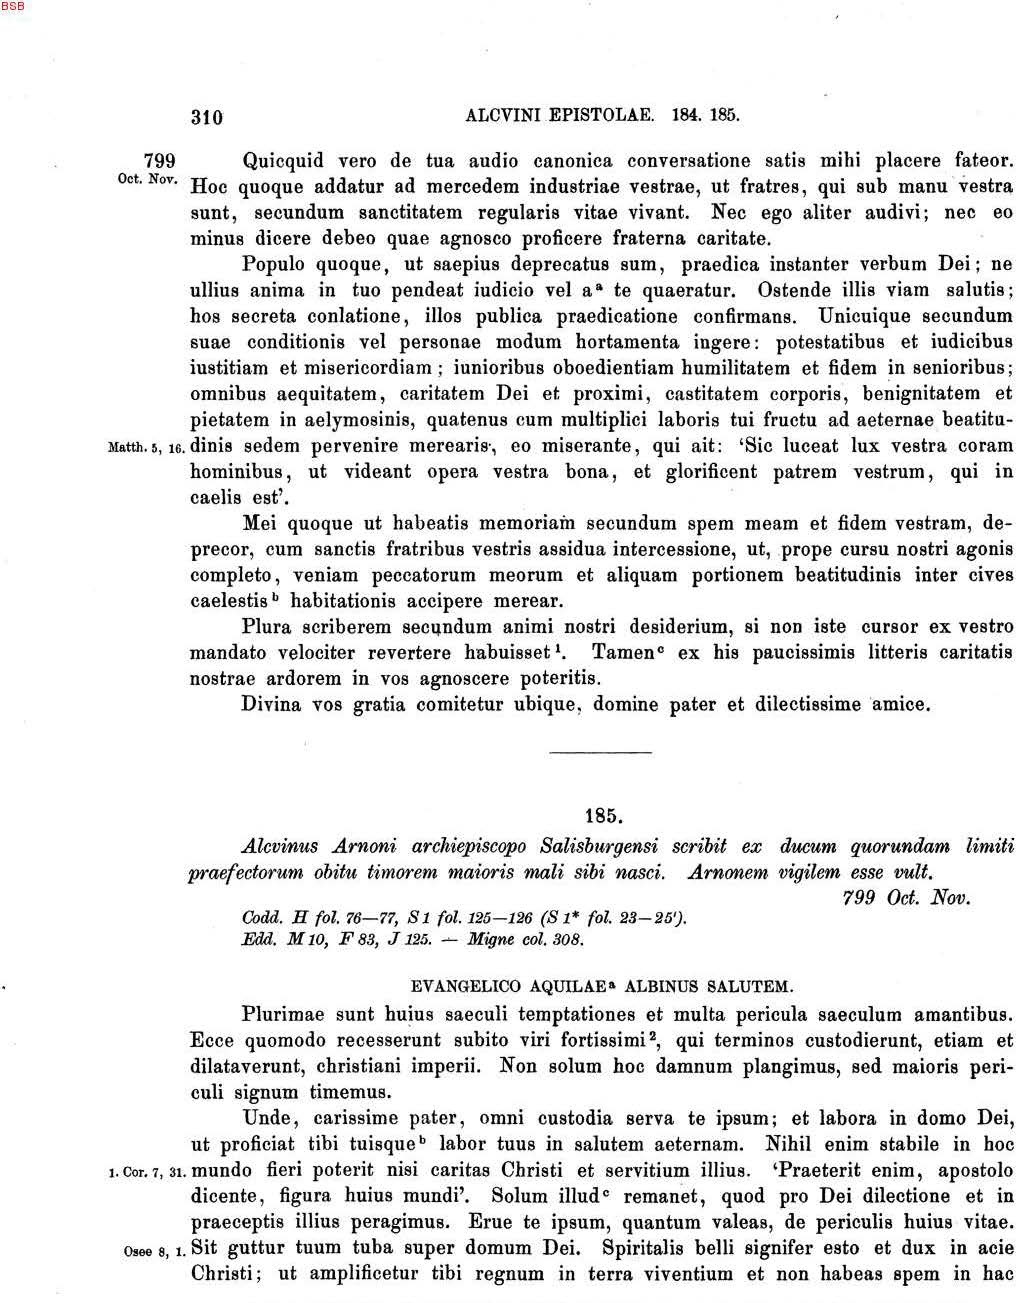 BSB
310 ALCVINI EPISTOLAE. 184. 185.
799 Quicquid vero de tua audio canonica conversatione satis mihi placere fateor.
Oct. Nov. Hoc quoque addatur ad mercedem industriae vestrae, ut fratres, qui sub manu vestra
sunt, secundum sanctitatem regularis vitae vivant. Nec ego aliter audivi; nec eo
minus dicere debeo quae agnosco proficere fraterna caritate.
Populo quoque, ut saepius deprecatus sum, praedica instanter verbum Dei; ne
ullius anima in tuo pendeat iudicio vel a ᵃ te quaeratur. Ostende illis viam salutis;
hos secreta conlatione, illos publica praedicatione confirmans. Unicuique secundum
suae conditionis vel personae modum hortamenta ingere: potestatibus et iudicibus
iustitiam et misericordiam; iunioribus oboedientiam humilitatem et fidem in senioribus;
omnibus aequitatem, caritatem Dei et proximi, castitatem corporis, benignitatem et
pietatem in aelymosinis, quatenus cum multiplici laboris tui fructu ad aeternae beatitu-
Matth. 5, 16. dinis sedem pervenire merearis, eo miserante, qui ait: ‘Sic luceat lux vestra coram
hominibus, ut videant opera vestra bona, et glorificent patrem vestrum, qui in
caelis est’.
Mei quoque ut habeatis memoriam secundum spem meam et fidem vestram, de-
precor, cum sanctis fratribus vestris assidua intercessione, ut, prope cursu nostri agonis
completo, veniam peccatorum meorum et aliquam portionem beatitudinis inter cives
caelestis ᵇ habitationis accipere merear.
Plura scriberem secundum animi nostri desiderium, si non iste cursor ex vestro
mandato velociter revertere habuisset ¹. Tamen ᶜ ex his paucissimis litteris caritatis
nostrae ardorem in vos agnoscere poteritis.
Divina vos gratia comitetur ubique, domine pater et dilectissime amice.
185.
Alcvinus Arnoni archiepiscopo Salisburgensi scribit ex ducum quorundam limiti
praefectorum obitu timorem maioris mali sibi nasci. Arnonem vigilem esse vult.
799 Oct. Nov.
Codd. H fol. 76—77, S 1 fol. 125—126 (S 1* fol. 23—25').
Edd. M 10, F 83, J 125. — Migne col. 308.
EVANGELICO AQUILAE ᵃ ALBINUS SALUTEM.
Plurimae sunt huius saeculi temptationes et multa pericula saeculum amantibus.
Ecce quomodo recesserunt subito viri fortissimi ², qui terminos custodierunt, etiam et
dilataverunt, christiani imperii. Non solum hoc damnum plangimus, sed maioris peri-
culi signum timemus.
Unde, carissime pater, omni custodia serva te ipsum; et labora in domo Dei,
ut proficiat tibi tuisque ᵇ labor tuus in salutem aeternam. Nihil enim stabile in hoc
1. Cor. 7, 31. mundo fieri poterit nisi caritas Christi et servitium illius. ‘Praeterit enim, apostolo
dicente, figura huius mundi’. Solum illud ᶜ remanet, quod pro Dei dilectione et in
praeceptis illius peragimus. Erue te ipsum, quantum valeas, de periculis huius vitae.
Osee 8, 1. Sit guttur tuum tuba super domum Dei. Spiritalis belli signifer esto et dux in acie
Christi; ut amplificetur tibi regnum in terra viventium et non habeas spem in hac